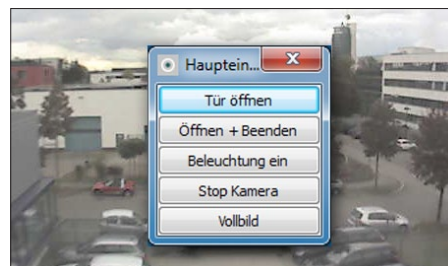 Hauptein...
Tür öffnen
Öffnen + Beenden
Beleuchtung ein
Stop Kamera
Vollbild